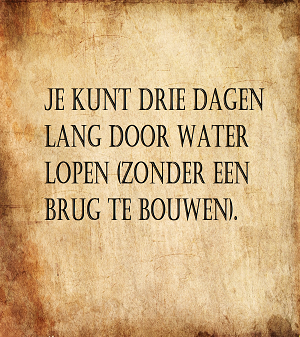 JE KUNT DRIE DAGEN
LANG DOOR WATER
LOPEN (ZONDER EEN
BRUG TE BOUWEN).